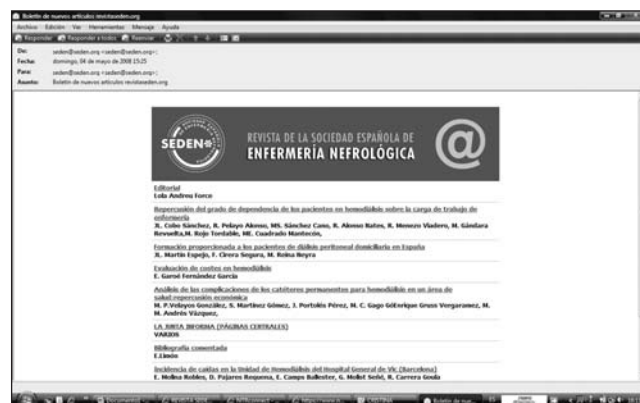 Boletín de nuevos artículos revistaseden.org
Archivo Edición Ver Herramientas Mensaje Ayuda
Responder Responder a todos Reenviar
De: seden@seden.org <seden@seden.org>;
Fecha: domingo, 04 de mayo de 2008 15:25
Para: seden@seden.org <seden@seden.org>;
Asunto: Boletín de nuevos artículos revistaseden.org
SEDEN
REVISTA DE LA SOCIEDAD ESPAÑOLA DE
ENFERMERÍA NEFROLÓGICA
@
Editorial
Lola Andreu Force
Repercusión del grado de dependencia de los pacientes en hemodiálisis sobre la carga de trabajo de
enfermería
JL. Cobo Sánchez, R. Pelayo Alonso, MS. Sánchez Cano, R. Alonso Nates, R. Menezo Viadero, M. Gándara
Revuelta,M. Rojo Tordable, ME. Cuadrado Mantecón,
Formación proporcionada a los pacientes de diálisis peritoneal domiciliaria en España
JL. Martín Espejo, F. Cirera Segura, M. Reina Neyra
Evaluación de costes en hemodiálisis
E. Garoé Fernández García
Análisis de las complicaciones de los catéteres permanentes para hemodiálisis en un área de
salud:repercusión económica
M. P.Velayos González, S. Martínez Gómez, J. Portolés Pérez, M. C. Gago GóEnrique Gruss Vergaramez, M.
M. Andrés Vázquez,
LA JUNTA INFORMA (PÁGINAS CENTRALES)
VARIOS
Bibliografía comentada
E.Limón
Incidencia de caídas en la Unidad de Hemodiálisis del Hospital General de Vic (Barcelona)
E. Molina Robles, D. Pajares Requena, E. Camps Ballester, G. Molist Señé, R. Carrera Goula